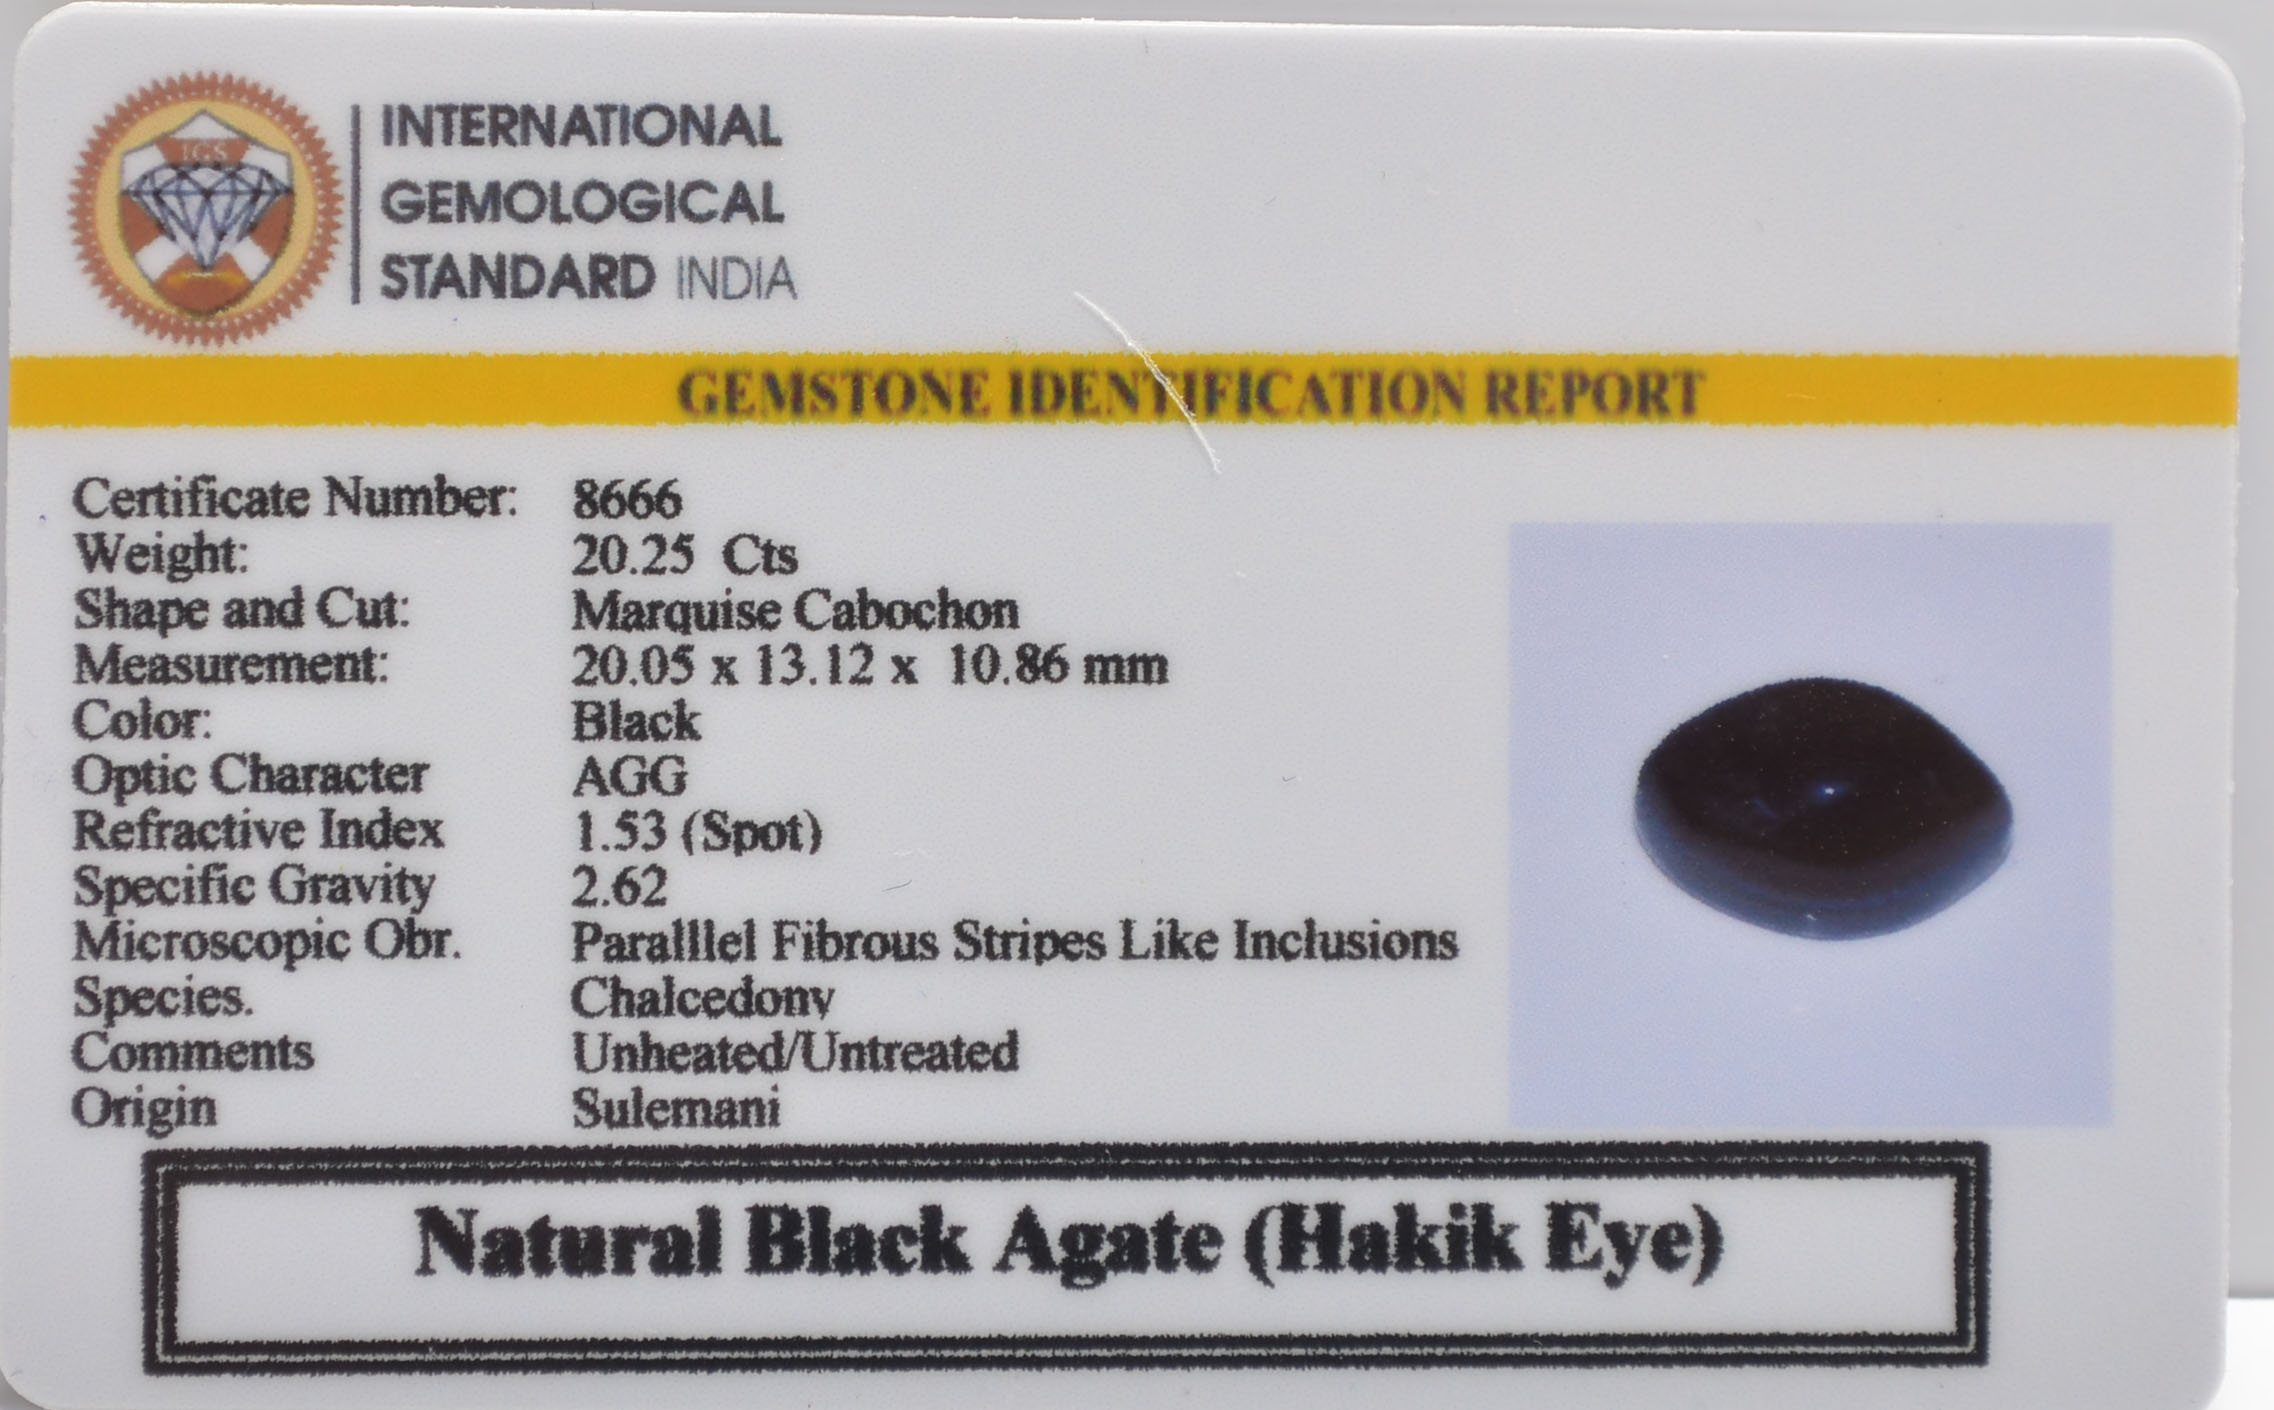 IGS
INTERNATIONAL
GEMOLOGICAL
STANDARD INDIA
GEMSTONE IDENTIFICATION REPORT
Certificate Number: 8666
Weight: 20.25 Cts
Shape and Cut: Marquise Cabochon
Measurement: 20.05 x 13.12 x 10.86 mm
Color: Black
Optic Character AGG
Refractive Index 1.53 (Spot)
Specific Gravity 2.62
Microscopic Obr. Paralllel Fibrous Stripes Like Inclusions
Species. Chalcedony
Comments Unheated/Untreated
Origin Sulemani
Natural Black Agate (Hakik Eye)